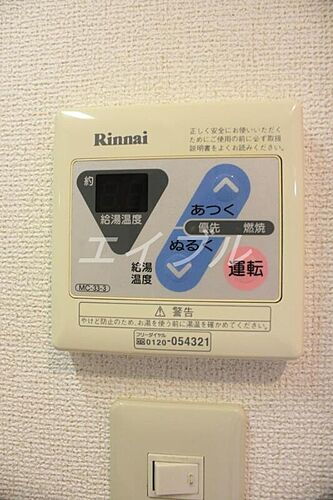 Rinnai
正しく安全にお使いいただく
ためにご使用の前に必ず取扱
説明書をよくお読みください。
約
給湯温度
あつく
優先 燃焼
ぬるく
エイブル
給湯
温度
運転
MC-33-3
⚠警告
やけど防止のため、お湯を使う前に湯温を確かめてください。
フリーダイヤル
0120-054321